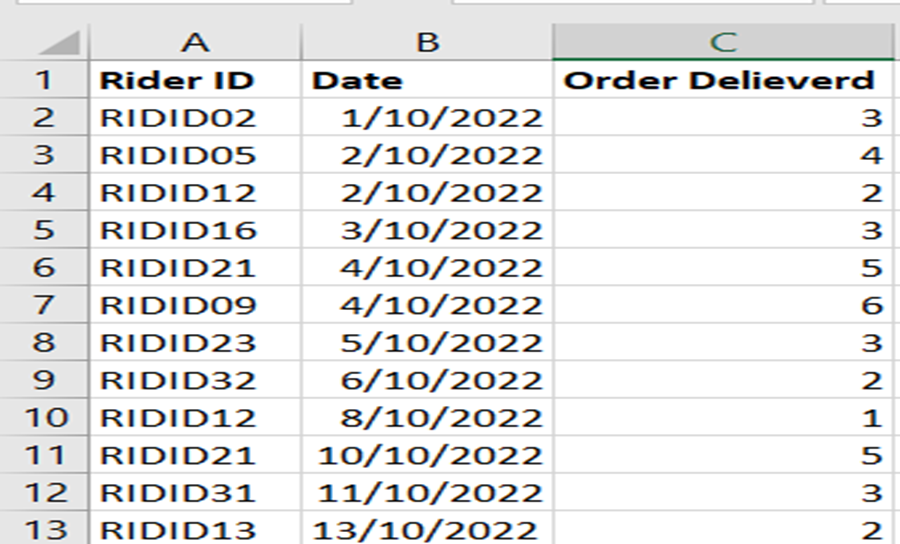 A B C
1 Rider ID Date Order Delieverd
2 RIDID02 1/10/2022 3
3 RIDID05 2/10/2022 4
4 RIDID12 2/10/2022 2
5 RIDID16 3/10/2022 3
6 RIDID21 4/10/2022 5
7 RIDID09 4/10/2022 6
8 RIDID23 5/10/2022 3
9 RIDID32 6/10/2022 2
10 RIDID12 8/10/2022 1
11 RIDID21 10/10/2022 5
12 RIDID31 11/10/2022 3
13 RIDID13 13/10/2022 2